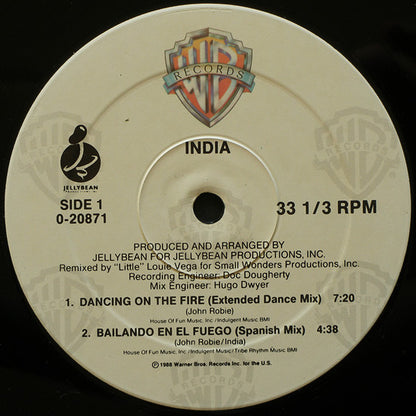 WB
RECORDS
INDIA
JELLYBEAN
PRODUCTIONS, INC.
SIDE 1
0-20871
33 1/3 RPM
PRODUCED AND ARRANGED BY
JELLYBEAN FOR JELLYBEAN PRODUCTIONS, INC.
Remixed by "Little" Louie Vega for Small Wonders Productions, Inc.
Recording Engineer: Doc Dougherty
Mix Engineer: Hugo Dwyer
1. DANCING ON THE FIRE (Extended Dance Mix) 7:20
(John Robie)
House Of Fun Music, Inc/Indulgent Music BMI
2. BAILANDO EN EL FUEGO (Spanish Mix) 4:38
(John Robie/India)
House Of Fun Music, Inc/Indulgent Music/Tribe Rhythm Music BMI
℗ 1988 Warner Bros. Records Inc. for the U.S.